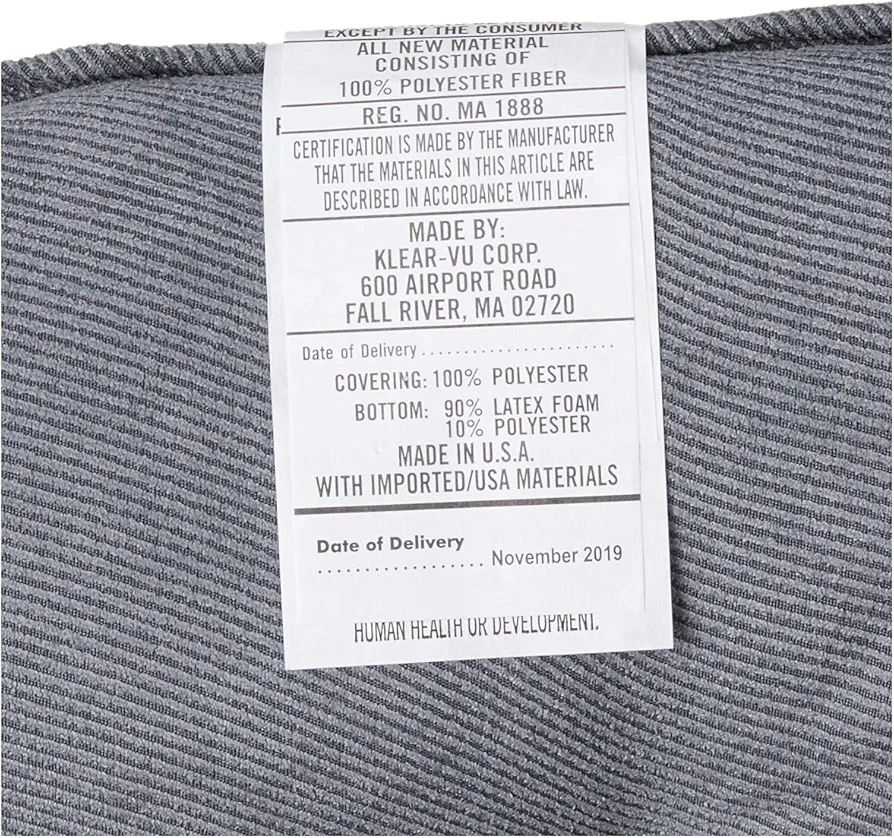 EXCEPT BY THE CONSUMER
ALL NEW MATERIAL
CONSISTING OF
100% POLYESTER FIBER
REG. NO. MA 1888
CERTIFICATION IS MADE BY THE MANUFACTURER
THAT THE MATERIALS IN THIS ARTICLE ARE
DESCRIBED IN ACCORDANCE WITH LAW.
MADE BY:
KLEAR-VU CORP.
600 AIRPORT ROAD
FALL RIVER, MA 02720
Date of Delivery ........................
COVERING: 100% POLYESTER
BOTTOM: 90% LATEX FOAM
10% POLYESTER
MADE IN U.S.A.
WITH IMPORTED/USA MATERIALS
Date of Delivery
.................. November 2019
HUMAN HEALTH OR DEVELOPMENT.